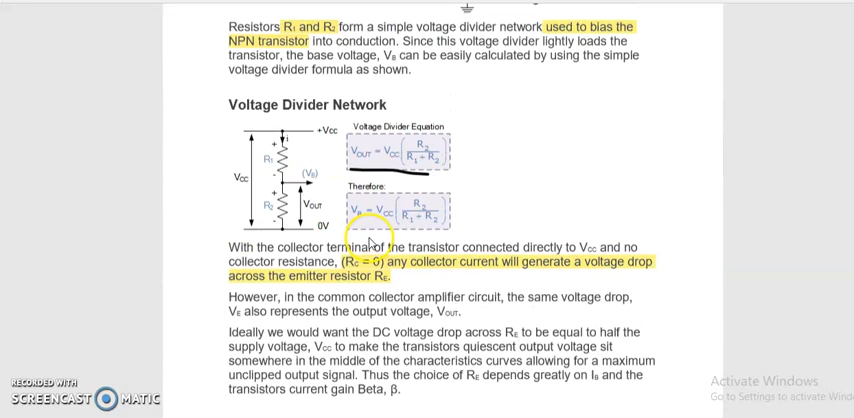 Resistors R₁ and R₂ form a simple voltage divider network used to bias the
NPN transistor into conduction. Since this voltage divider lightly loads the
transistor, the base voltage, VB can be easily calculated by using the simple
voltage divider formula as shown.
Voltage Divider Network
+Vcc
i
+
R₁
-
(VB)
VCC
+
R₂
-
VOUT
0V
Voltage Divider Equation
VOUT = VCC ( R₂ / R₁ + R₂ )
Therefore:
VB = VCC ( R₂ / R₁ + R₂ )
With the collector terminal of the transistor connected directly to Vcc and no
collector resistance, (RC = 0) any collector current will generate a voltage drop
across the emitter resistor RE.
However, in the common collector amplifier circuit, the same voltage drop,
VE also represents the output voltage, VOUT.
Ideally we would want the DC voltage drop across RE to be equal to half the
supply voltage, Vcc to make the transistors quiescent output voltage sit
somewhere in the middle of the characteristics curves allowing for a maximum
unclipped output signal. Thus the choice of RE depends greatly on IB and the
transistors current gain Beta, β.
RECORDED WITH
SCREENCAST MATIC
Activate Windows
Go to Settings to activate Wind